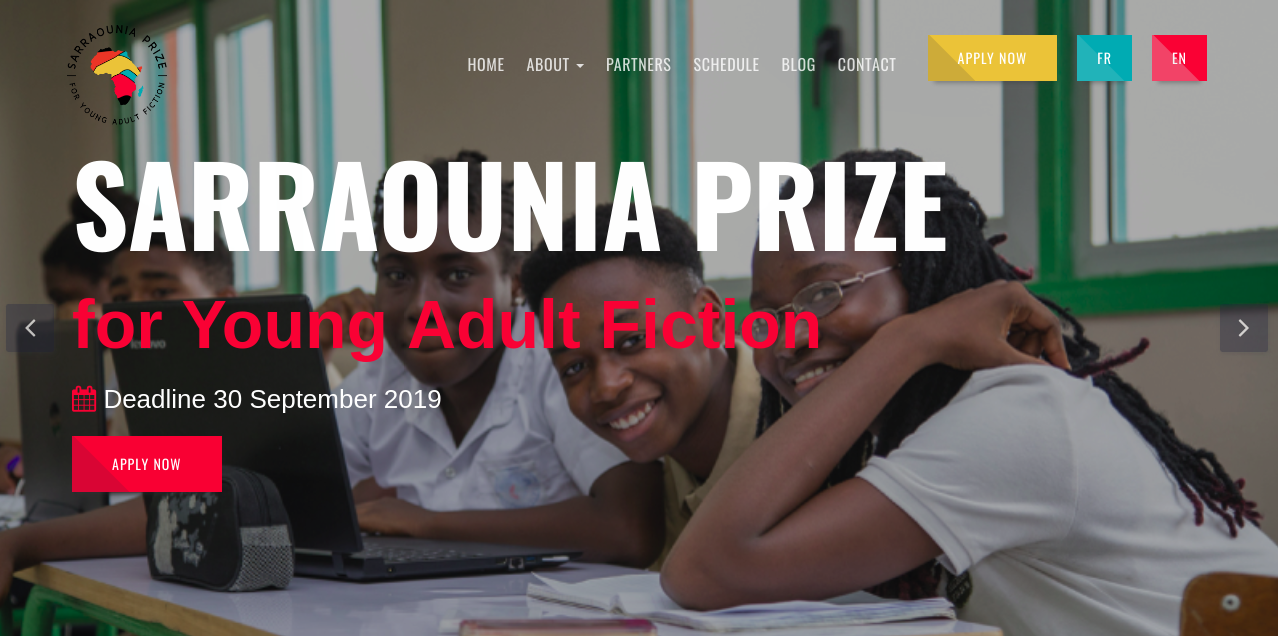 SARRAOUNIA PRIZE
FOR YOUNG ADULT FICTION
HOME ABOUT PARTNERS SCHEDULE BLOG CONTACT APPLY NOW FR EN
SARRAOUNIA PRIZE
for Young Adult Fiction
lenovo
Deadline 30 September 2019
APPLY NOW